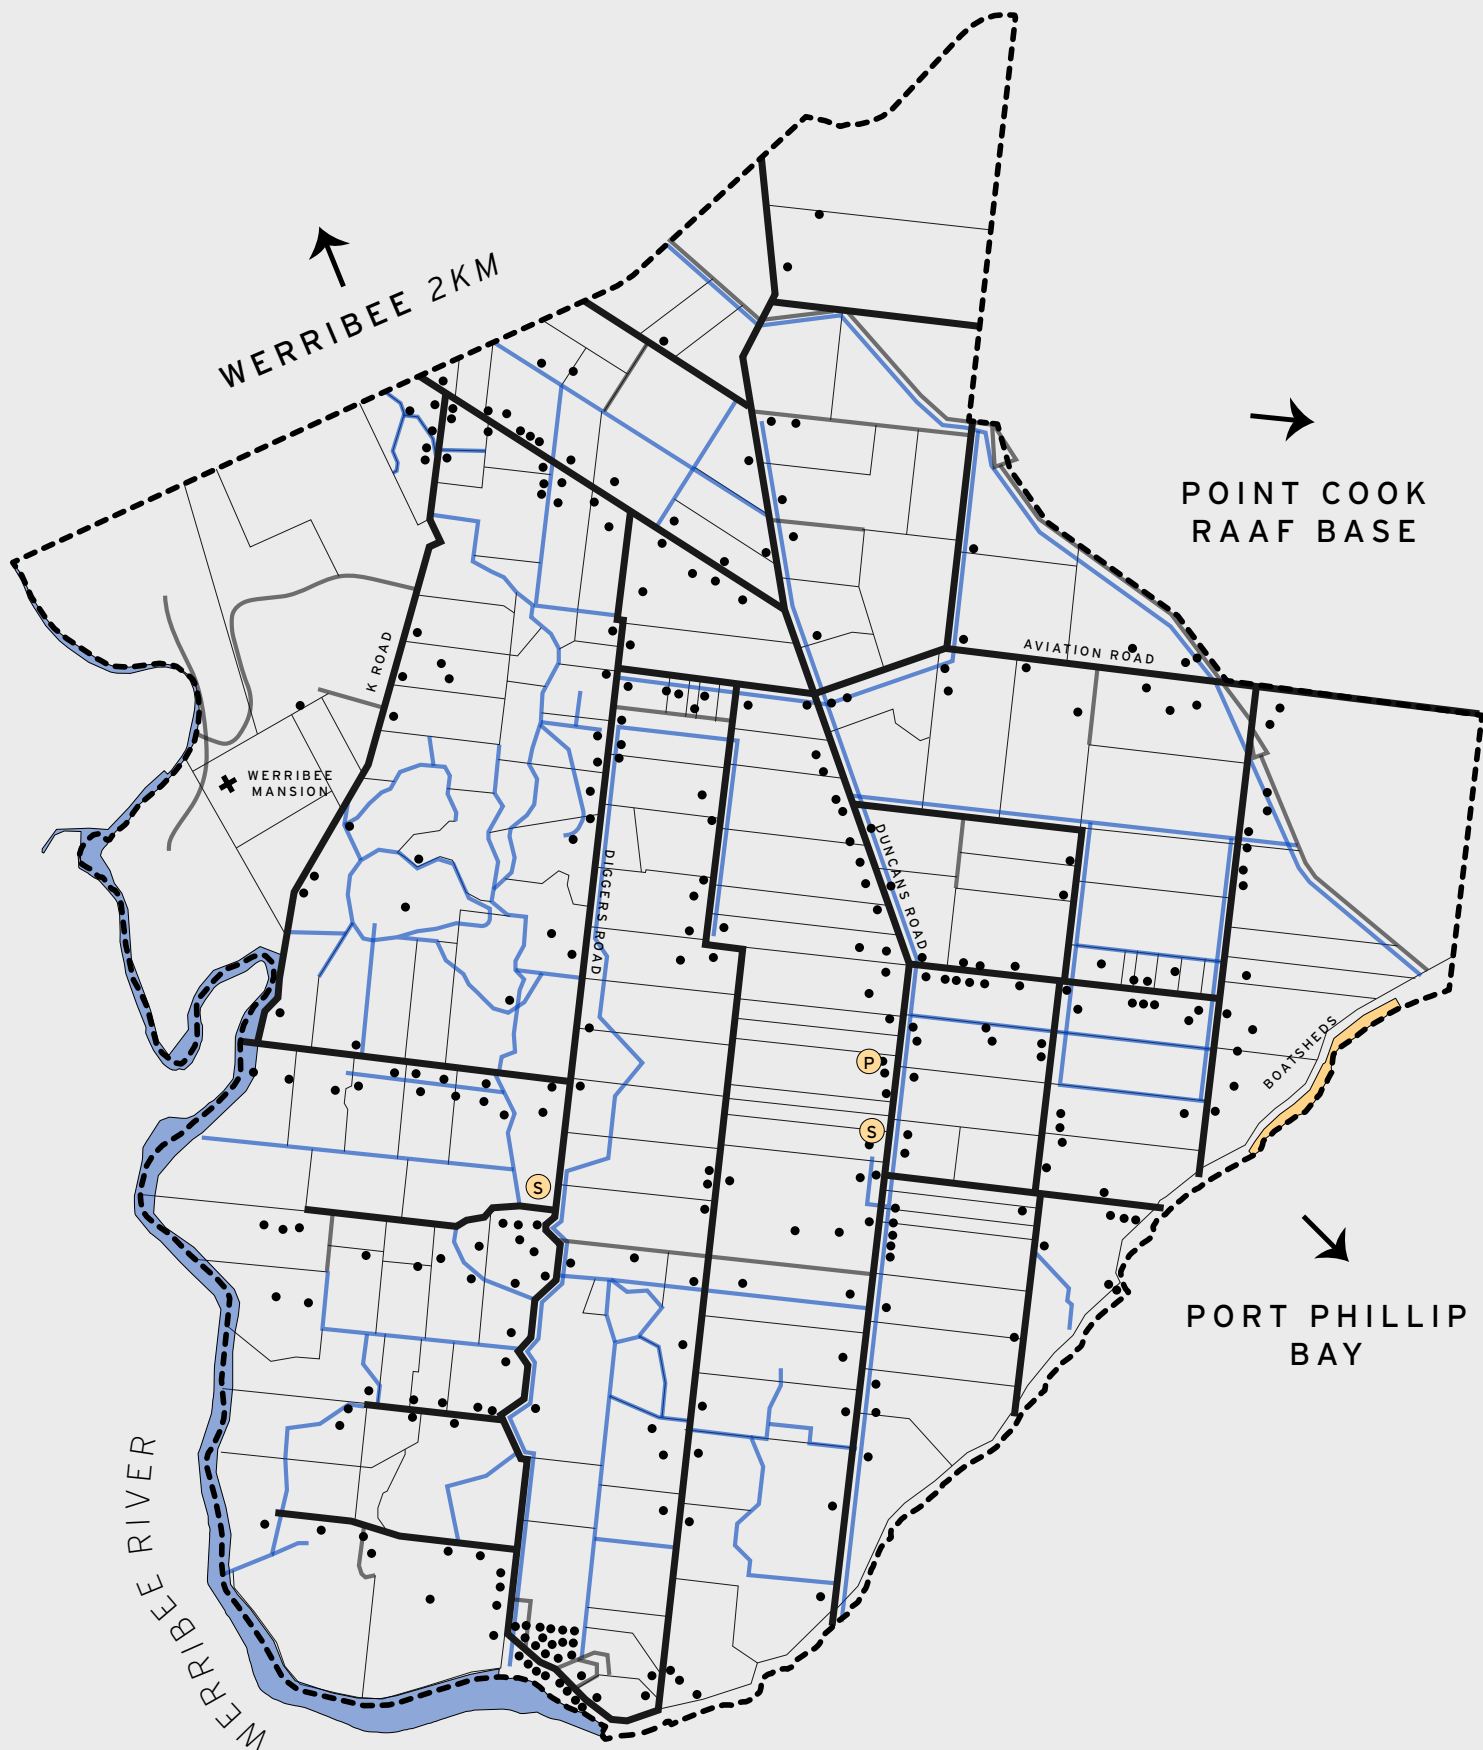 WERRIBEE 2KM
POINT COOK
RAAF BASE
K ROAD
AVIATION ROAD
WERRIBEE
MANSION
DUNCANS ROAD
DIGGERS ROAD
BOATSHEDS
P
S
S
PORT PHILLIP
BAY
WERRIBEE RIVER